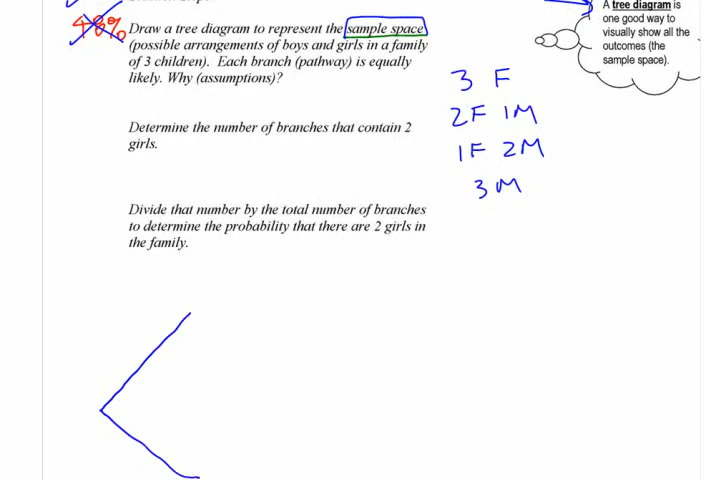 48%
Draw a tree diagram to represent the sample space
(possible arrangements of boys and girls in a family
of 3 children). Each branch (pathway) is equally
likely. Why (assumptions)?
Determine the number of branches that contain 2
girls.
Divide that number by the total number of branches
to determine the probability that there are 2 girls in
the family.
3 F
2F 1M
1F 2M
3 M
A tree diagram is
one good way to
visually show all the
outcomes (the
sample space).